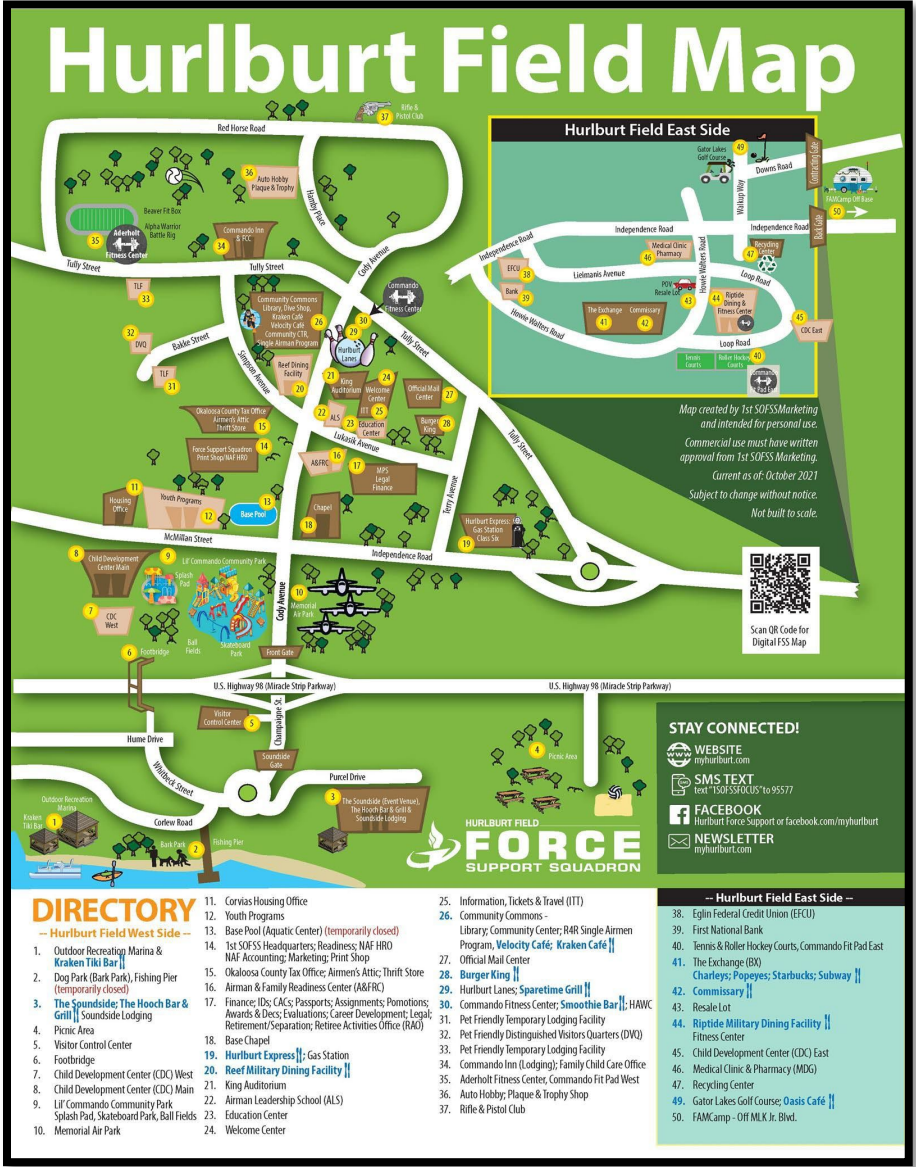 Hurlburt Field Map
Rifle &
Pistol Club
37
Red Horse Road
Hurlburt Field East Side
49
Gator Lakes
Golf Course
Downs Road
Contracting Gate
36
Auto Hobby
Plaque & Trophy
Hamby Place
Walkup Way
FAMCamp Off Base
50
Beaver Fit Box
Alpha Warrior
Battle Rig
35
Aderholt
Fitness Center
34
Commando Inn
& FCC
Tully Street
Tully Street
Cody Avenue
Independence Road
Independence Road
Independence Road
Back Gate
46
Medical Clinic
Pharmacy
Howie Walters Road
47
Recycling
Center
EFCU
38
Lielmanis Avenue
Loop Road
Bank
39
POV
Resale Lot
43
44
Riptide
Dining &
Fitness Center
The Exchange
41
Commissary
42
Howie Walters Road
45
CDC East
Loop Road
Tennis
Courts
Roller Hockey
Courts
40
Commando
Fit Pad East
TLF
33
Commando
Fitness Center
Community Commons
Library, Dive Shop,
Kraken Café
Velocity Café
Community CTR,
Single Airman Program
26
30
29
Hurlburt
Lanes
Tully Street
32
DVQ
Bakke Street
TLF
31
Simpson Avenue
Reef Dining
Facility
20
21
King
Auditorium
24
Welcome
Center
Official Mail
Center
27
22
ALS
ITT
25
23
Education
Center
Burger
King
28
Okaloosa County Tax Office
Airmen's Attic
Thrift Store
15
Lukasik Avenue
Tully Street
Force Support Squadron
Print Shop/NAF HRO
14
A&FRC
16
17
MPS
Legal
Finance
Terry Avenue
Map created by 1st SOFSSMarketing
and intended for personal use.
Commercial use must have written
approval from 1st SOFSS Marketing.
Current as of: October 2021
Subject to change without notice.
Not built to scale.
11
Housing
Office
Youth Programs
12
13
Base Pool
Chapel
18
Hurlburt Express:
Gas Station
Class Six
19
McMillan Street
Independence Road
8
Child Development
Center Main
9
Splash
Pad
Lil' Commando Community Park
7
CDC
West
Cody Avenue
10
Memorial
Air Park
Ball
Fields
Skateboard
Park
6
Footbridge
Front Gate
Scan QR Code for
Digital FSS Map
U.S. Highway 98 (Miracle Strip Parkway)
U.S. Highway 98 (Miracle Strip Parkway)
Visitor
Control Center
5
Champaigne St.
Hume Drive
Soundside
Gate
Whitbeck Street
Purcel Drive
4
Picnic Area
Outdoor Recreation
Marina
Kraken
Tiki Bar
1
Corlew Road
Bark Park
2
Fishing Pier
3
The Soundside (Event Venue),
The Hooch Bar & Grill &
Soundside Lodging
HURLBURT FIELD
FORCE
SUPPORT SQUADRON
STAY CONNECTED!
WEBSITE
myhurlburt.com
SMS TEXT
text "1SOFSSFOCUS" to 95577
FACEBOOK
Hurlburt Force Support or facebook.com/myhurlburt
NEWSLETTER
myhurlburt.com
DIRECTORY
-- Hurlburt Field West Side --
1. Outdoor Recreation Marina &
Kraken Tiki Bar
2. Dog Park (Bark Park), Fishing Pier
(temporarily closed)
3. The Soundside; The Hooch Bar &
Grill Soundside Lodging
4. Picnic Area
5. Visitor Control Center
6. Footbridge
7. Child Development Center (CDC) West
8. Child Development Center (CDC) Main
9. Lil' Commando Community Park
Splash Pad, Skateboard Park, Ball Fields
10. Memorial Air Park
11. Corvias Housing Office
12. Youth Programs
13. Base Pool (Aquatic Center) (temporarily closed)
14. 1st SOFSS Headquarters; Readiness; NAF HRO
NAF Accounting; Marketing; Print Shop
15. Okaloosa County Tax Office; Airmen's Attic; Thrift Store
16. Airman & Family Readiness Center (A&FRC)
17. Finance; IDs; CACs; Passports; Assignments; Pomotions;
Awards & Decs; Evaluations; Career Development; Legal;
Retirement/Separation; Retiree Activities Office (RAO)
18. Base Chapel
19. Hurlburt Express; Gas Station
20. Reef Military Dining Facility
21. King Auditorium
22. Airman Leadership School (ALS)
23. Education Center
24. Welcome Center
25. Information, Tickets & Travel (ITT)
26. Community Commons -
Library; Community Center; R4R Single Airmen
Program, Velocity Café; Kraken Café
27. Official Mail Center
28. Burger King
29. Hurlburt Lanes; Sparetime Grill
30. Commando Fitness Center; Smoothie Bar; HAWC
31. Pet Friendly Temporary Lodging Facility
32. Pet Friendly Distinguished Visitors Quarters (DVQ)
33. Pet Friendly Temporary Lodging Facility
34. Commando Inn (Lodging); Family Child Care Office
35. Aderholt Fitness Center, Commando Fit Pad West
36. Auto Hobby; Plaque & Trophy Shop
37. Rifle & Pistol Club
-- Hurlburt Field East Side --
38. Eglin Federal Credit Union (EFCU)
39. First National Bank
40. Tennis & Roller Hockey Courts, Commando Fit Pad East
41. The Exchange (BX)
Charleys; Popeyes; Starbucks; Subway
42. Commissary
43. Resale Lot
44. Riptide Military Dining Facility
Fitness Center
45. Child Development Center (CDC) East
46. Medical Clinic & Pharmacy (MDG)
47. Recycling Center
49. Gator Lakes Golf Course; Oasis Café
50. FAMCamp - Off MLK Jr. Blvd.